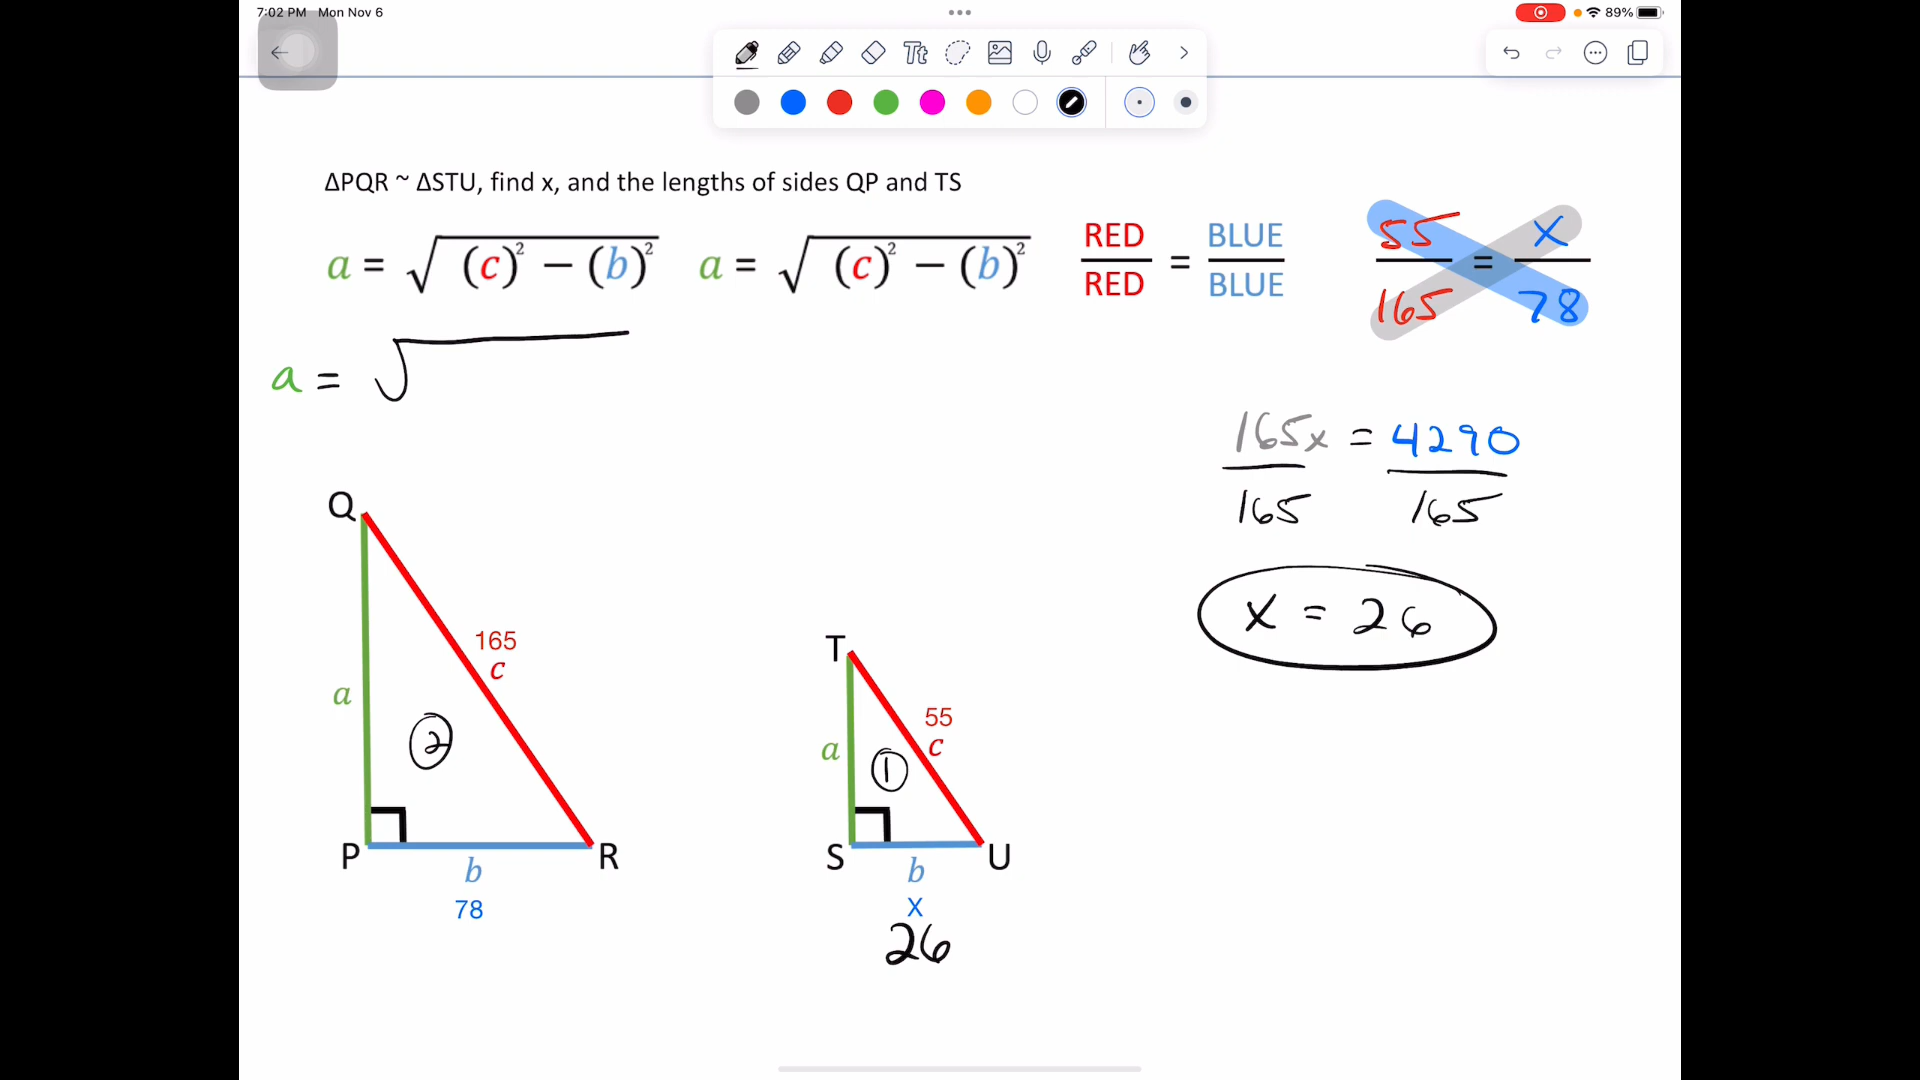 7:02 PM Mon Nov 6
89%
Tt
ΔPQR ~ ΔSTU, find x, and the lengths of sides QP and TS
a = √(c)² − (b)² a = √(c)² − (b)² RED/RED = BLUE/BLUE 55/165 = x/78
a = √
165x = 4290
165 165
x = 26
Q
165
c
a
2
P
R
b
78
T
55
c
a
1
S
U
b
X
26